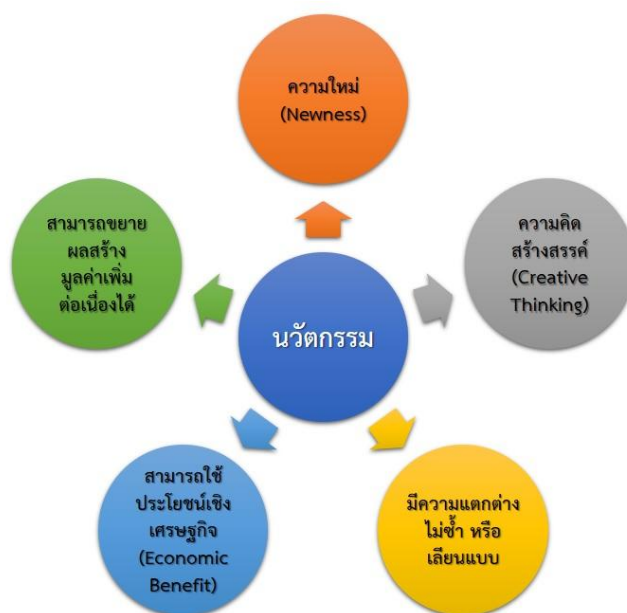 ความใหม่
(Newness)
ความคิด
สร้างสรรค์
(Creative
Thinking)
มีความแตกต่าง
ไม่ซ้ำ หรือ
เลียนแบบ
สามารถใช้
ประโยชน์เชิง
เศรษฐกิจ
(Economic
Benefit)
สามารถขยาย
ผลสร้าง
มูลค่าเพิ่ม
ต่อเนื่องได้
นวัตกรรม